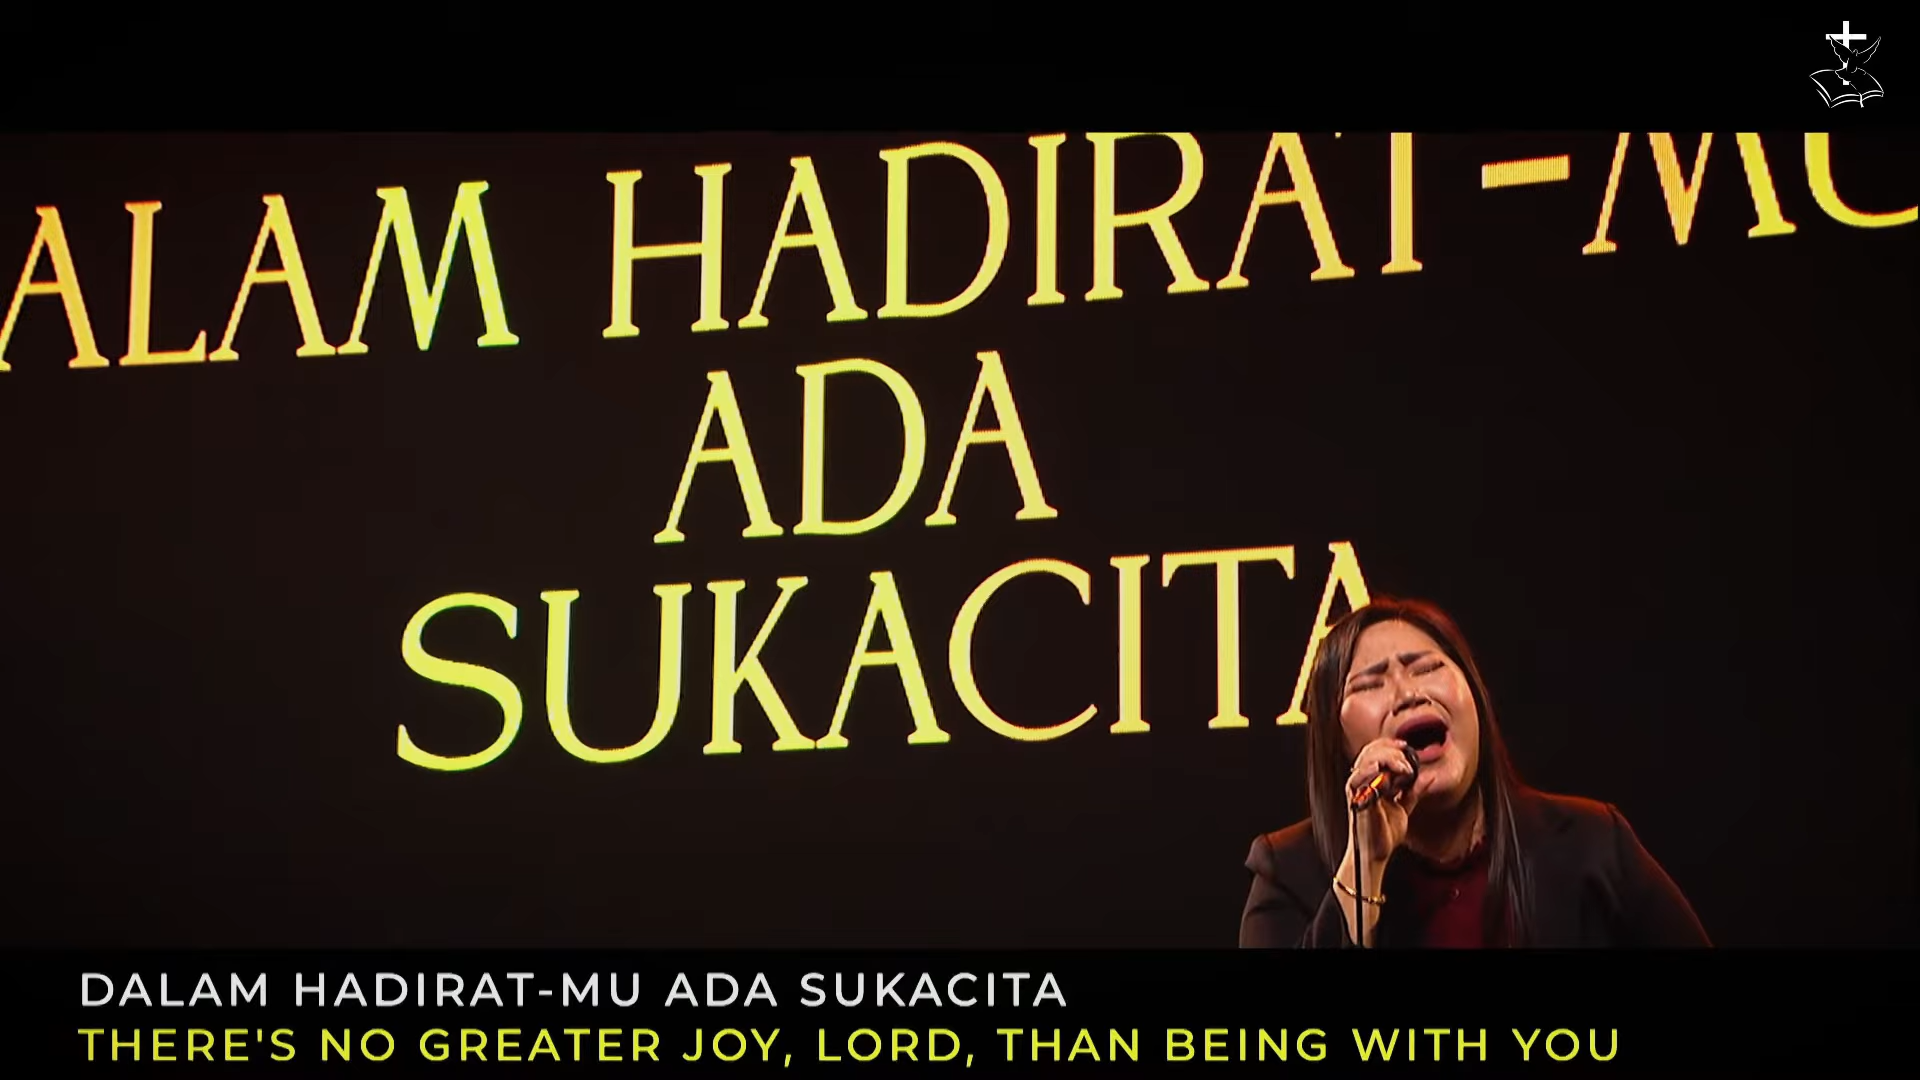 ALAM HADIRAT-MU
ADA
SUKACITA
DALAM HADIRAT-MU ADA SUKACITA
THERE'S NO GREATER JOY, LORD, THAN BEING WITH YOU